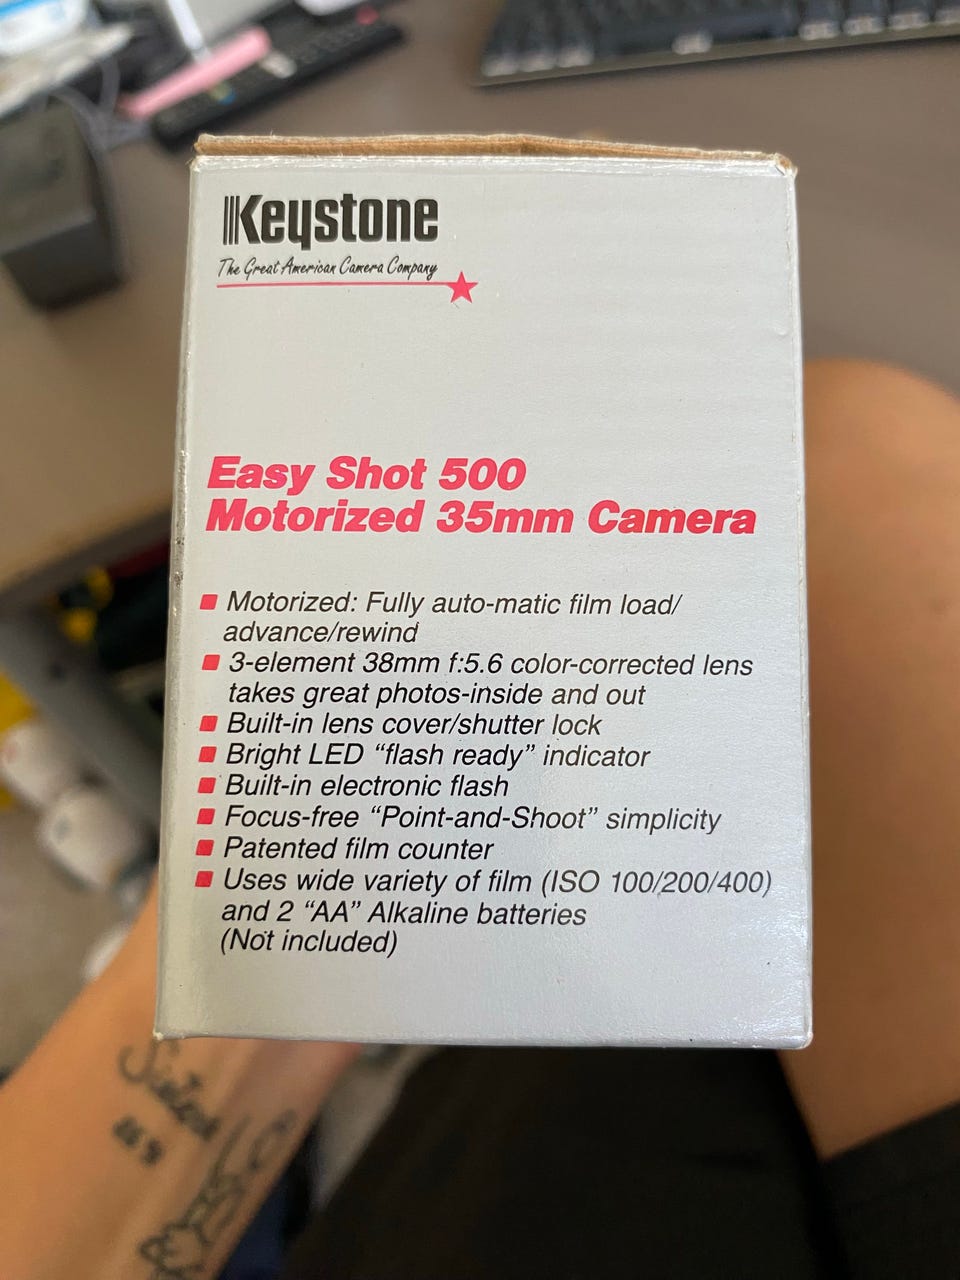 Keystone
The Great American Camera Company
Easy Shot 500
Motorized 35mm Camera
Motorized: Fully auto-matic film load/
advance/rewind
3-element 38mm f:5.6 color-corrected lens
takes great photos-inside and out
Built-in lens cover/shutter lock
Bright LED “flash ready” indicator
Built-in electronic flash
Focus-free “Point-and-Shoot” simplicity
Patented film counter
Uses wide variety of film (ISO 100/200/400)
and 2 “AA” Alkaline batteries
(Not included)